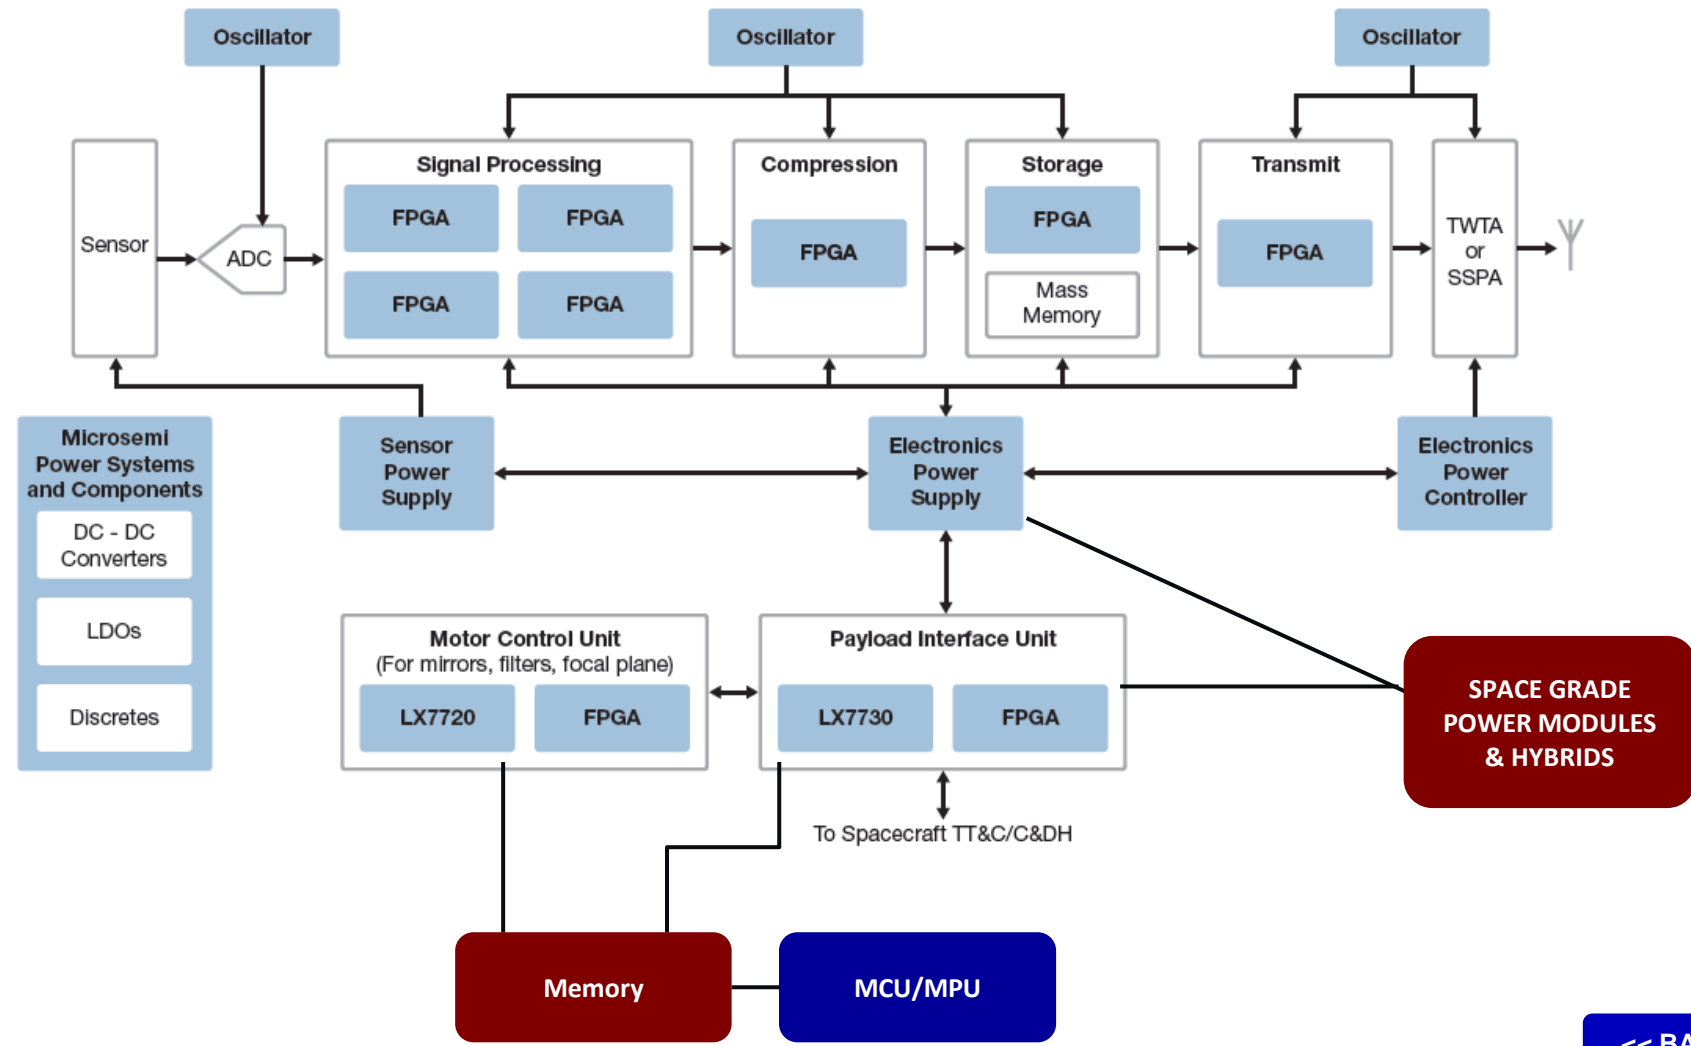 Oscillator
Oscillator
Oscillator
Sensor
ADC
Signal Processing
FPGA
FPGA
FPGA
FPGA
Compression
FPGA
Storage
FPGA
Mass
Memory
Transmit
FPGA
TWTA
or
SSPA
Microsemi
Power Systems
and Components
DC - DC
Converters
LDOs
Discretes
Sensor
Power
Supply
Electronics
Power
Supply
Electronics
Power
Controller
Motor Control Unit
(For mirrors, filters, focal plane)
LX7720
FPGA
Payload Interface Unit
LX7730
FPGA
To Spacecraft TT&C/C&DH
SPACE GRADE
POWER MODULES
& HYBRIDS
Memory
MCU/MPU
<< BA